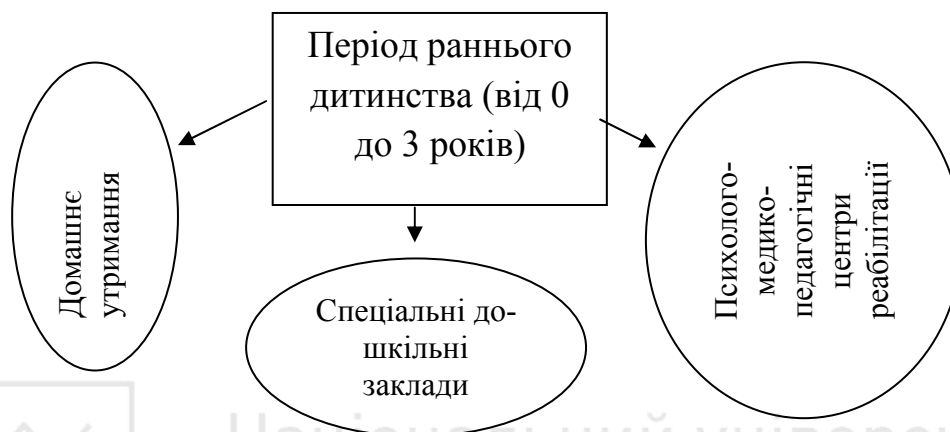 Період раннього
дитинства (від 0
до 3 років)
Домашнє
утримання
Спеціальні до-
шкільні
заклади
Психолого-
медико-
педагогічні
центри
реабілітації